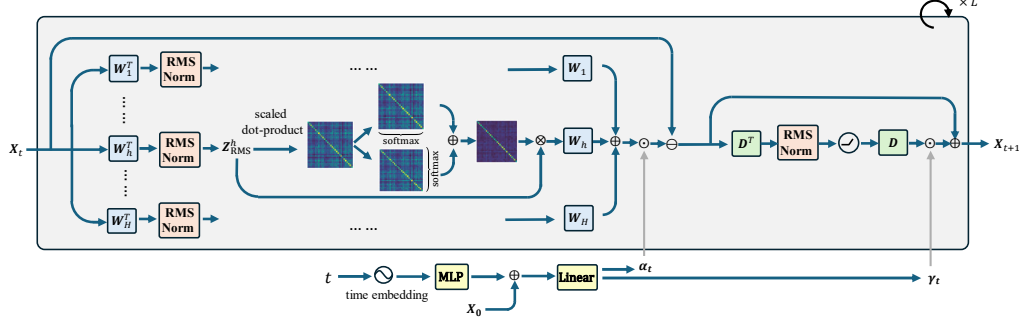 × L
W_1^T
RMS
Norm
... ...
W_1
......
scaled
dot-product
softmax
X_t
W_h^T
RMS
Norm
Z_RMS^h
softmax
⊕
⊗
W_h
⊕
⊙
⊖
D^T
RMS
Norm
D
⊙
⊕
X_{t+1}
......
W_H^T
RMS
Norm
... ...
W_H
t
time embedding
MLP
⊕
Linear
α_t
γ_t
X_0